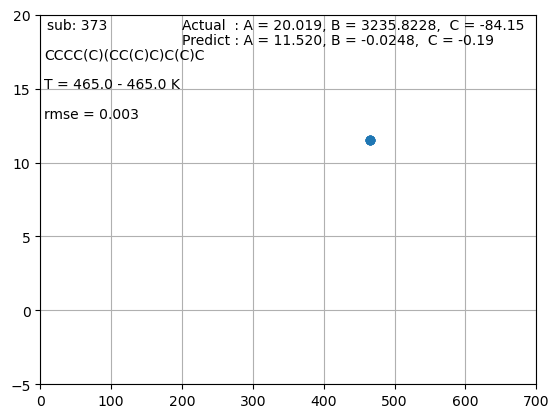 sub: 373
Actual  : A = 20.019, B = 3235.8228,  C = -84.15
Predict : A = 11.520, B = -0.0248,  C = -0.19
CCCC(C)(CC(C)C)C(C)C
T = 465.0 - 465.0 K
rmse = 0.003
20
15
10
5
0
−5
0 100 200 300 400 500 600 700